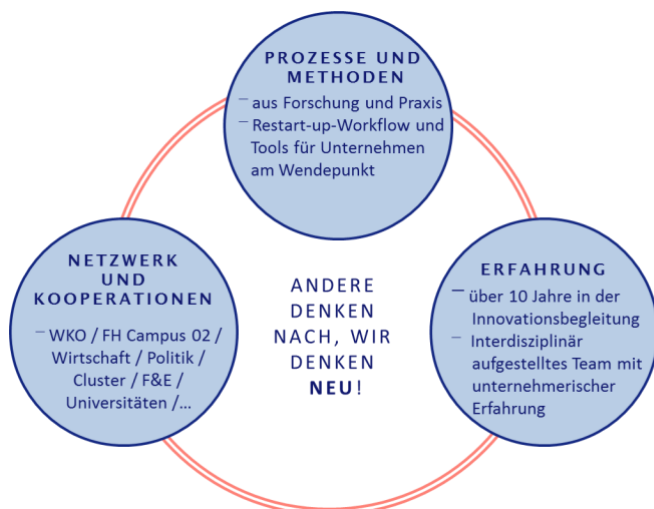 PROZESSE UND
METHODEN
– aus Forschung und Praxis
– Restart-up-Workflow und
Tools für Unternehmen
am Wendepunkt
NETZWERK
UND
KOOPERATIONEN
– WKO / FH Campus 02 /
Wirtschaft / Politik /
Cluster / F&E /
Universitäten /...
ANDERE
DENKEN
NACH, WIR
DENKEN
NEU!
ERFAHRUNG
– über 10 Jahre in der
Innovationsbegleitung
– Interdisziplinär
aufgestelltes Team mit
unternehmerischer
Erfahrung